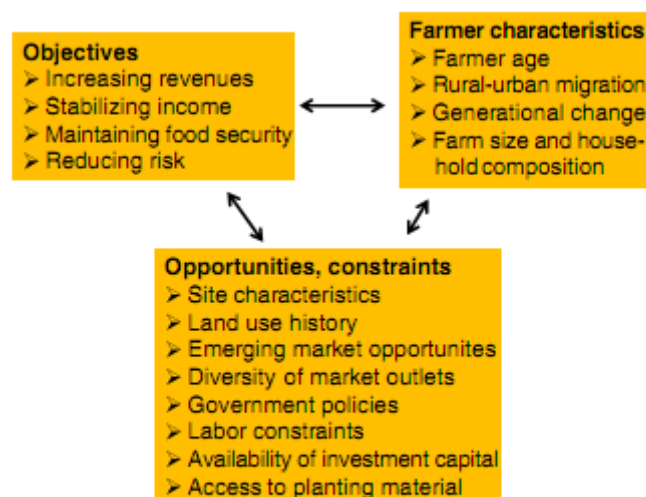 Objectives
➢ Increasing revenues
➢ Stabilizing income
➢ Maintaining food security
➢ Reducing risk
Farmer characteristics
➢ Farmer age
➢ Rural-urban migration
➢ Generational change
➢ Farm size and house-
hold composition
Opportunities, constraints
➢ Site characteristics
➢ Land use history
➢ Emerging market opportunites
➢ Diversity of market outlets
➢ Government policies
➢ Labor constraints
➢ Availability of investment capital
➢ Access to planting material